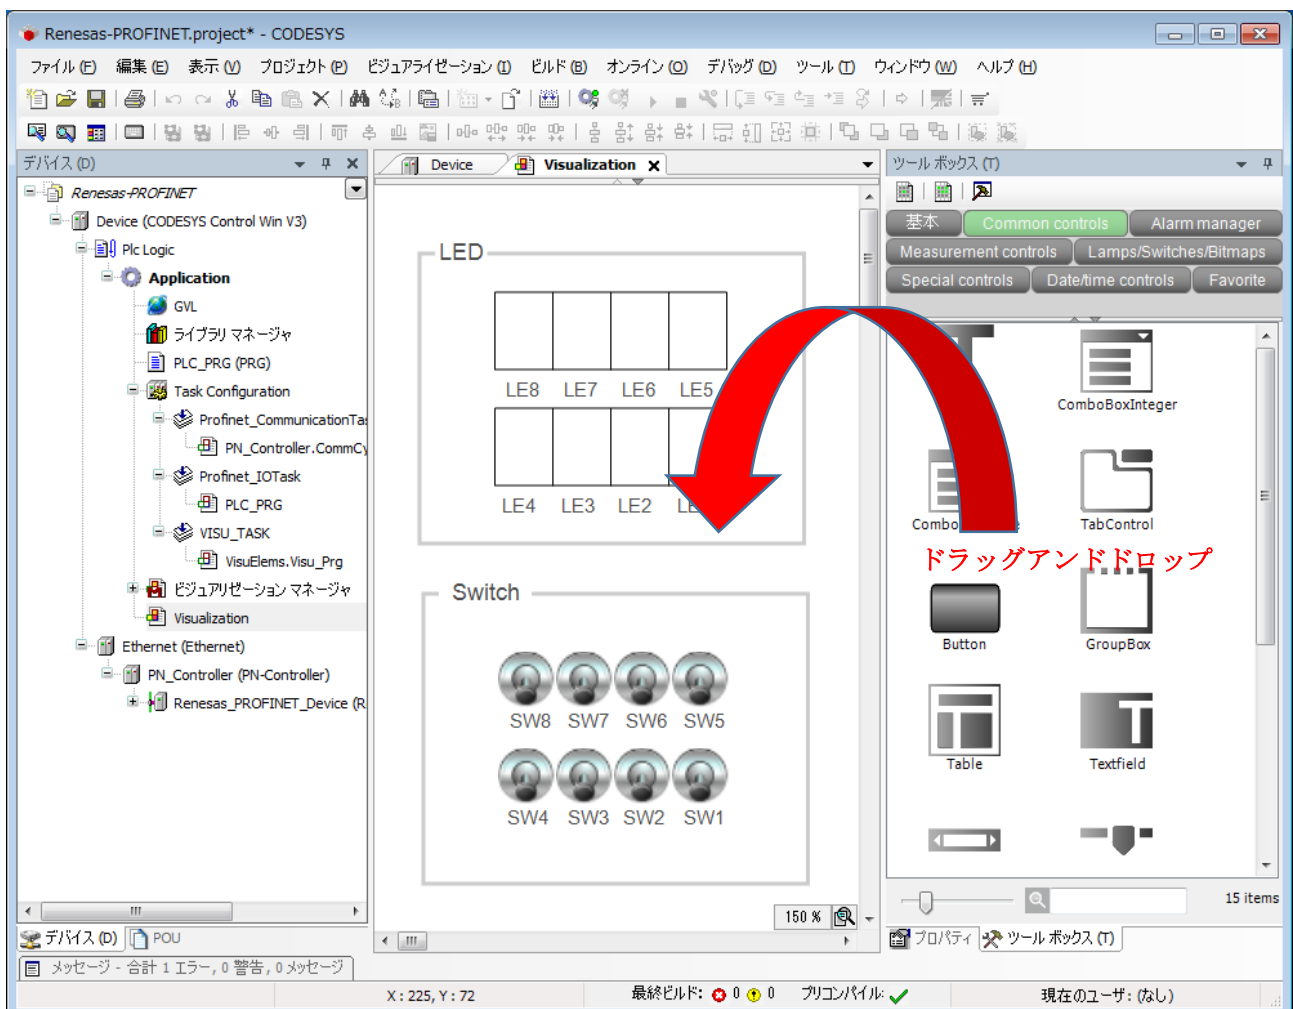 Renesas-PROFINET.project* - CODESYS
ファイル (F) 編集 (E) 表示 (V) プロジェクト (P) ビジュアライゼーション (I) ビルド (B) オンライン (O) デバッグ (D) ツール (T) ウィンドウ (W) ヘルプ (H)
デバイス (D)
Renesas-PROFINET
Device (CODESYS Control Win V3)
Plc Logic
Application
GVL
ライブラリ マネージャ
PLC_PRG (PRG)
Task Configuration
Profinet_CommunicationTa
PN_Controller.CommCy
Profinet_IOTask
PLC_PRG
VISU_TASK
VisuElems.Visu_Prg
ビジュアリゼーション マネージャ
Visualization
Ethernet (Ethernet)
PN_Controller (PN-Controller)
Renesas_PROFINET_Device (R
デバイス (D) POU
Device Visualization
LED
LE8 LE7 LE6 LE5
LE4 LE3 LE2
Switch
SW8 SW7 SW6 SW5
SW4 SW3 SW2 SW1
150 %
ツール ボックス (T)
基本 Common controls Alarm manager
Measurement controls Lamps/Switches/Bitmaps
Special controls Date/time controls Favorite
ComboBoxInteger
TabControl
ドラッグアンドドロップ
Button GroupBox
Table Textfield
15 items
プロパティ ツール ボックス (T)
メッセージ - 合計 1 エラー, 0 警告, 0 メッセージ
X : 225, Y : 72 最終ビルド: 0 0 プリコンパイル: 現在のユーザ: (なし)